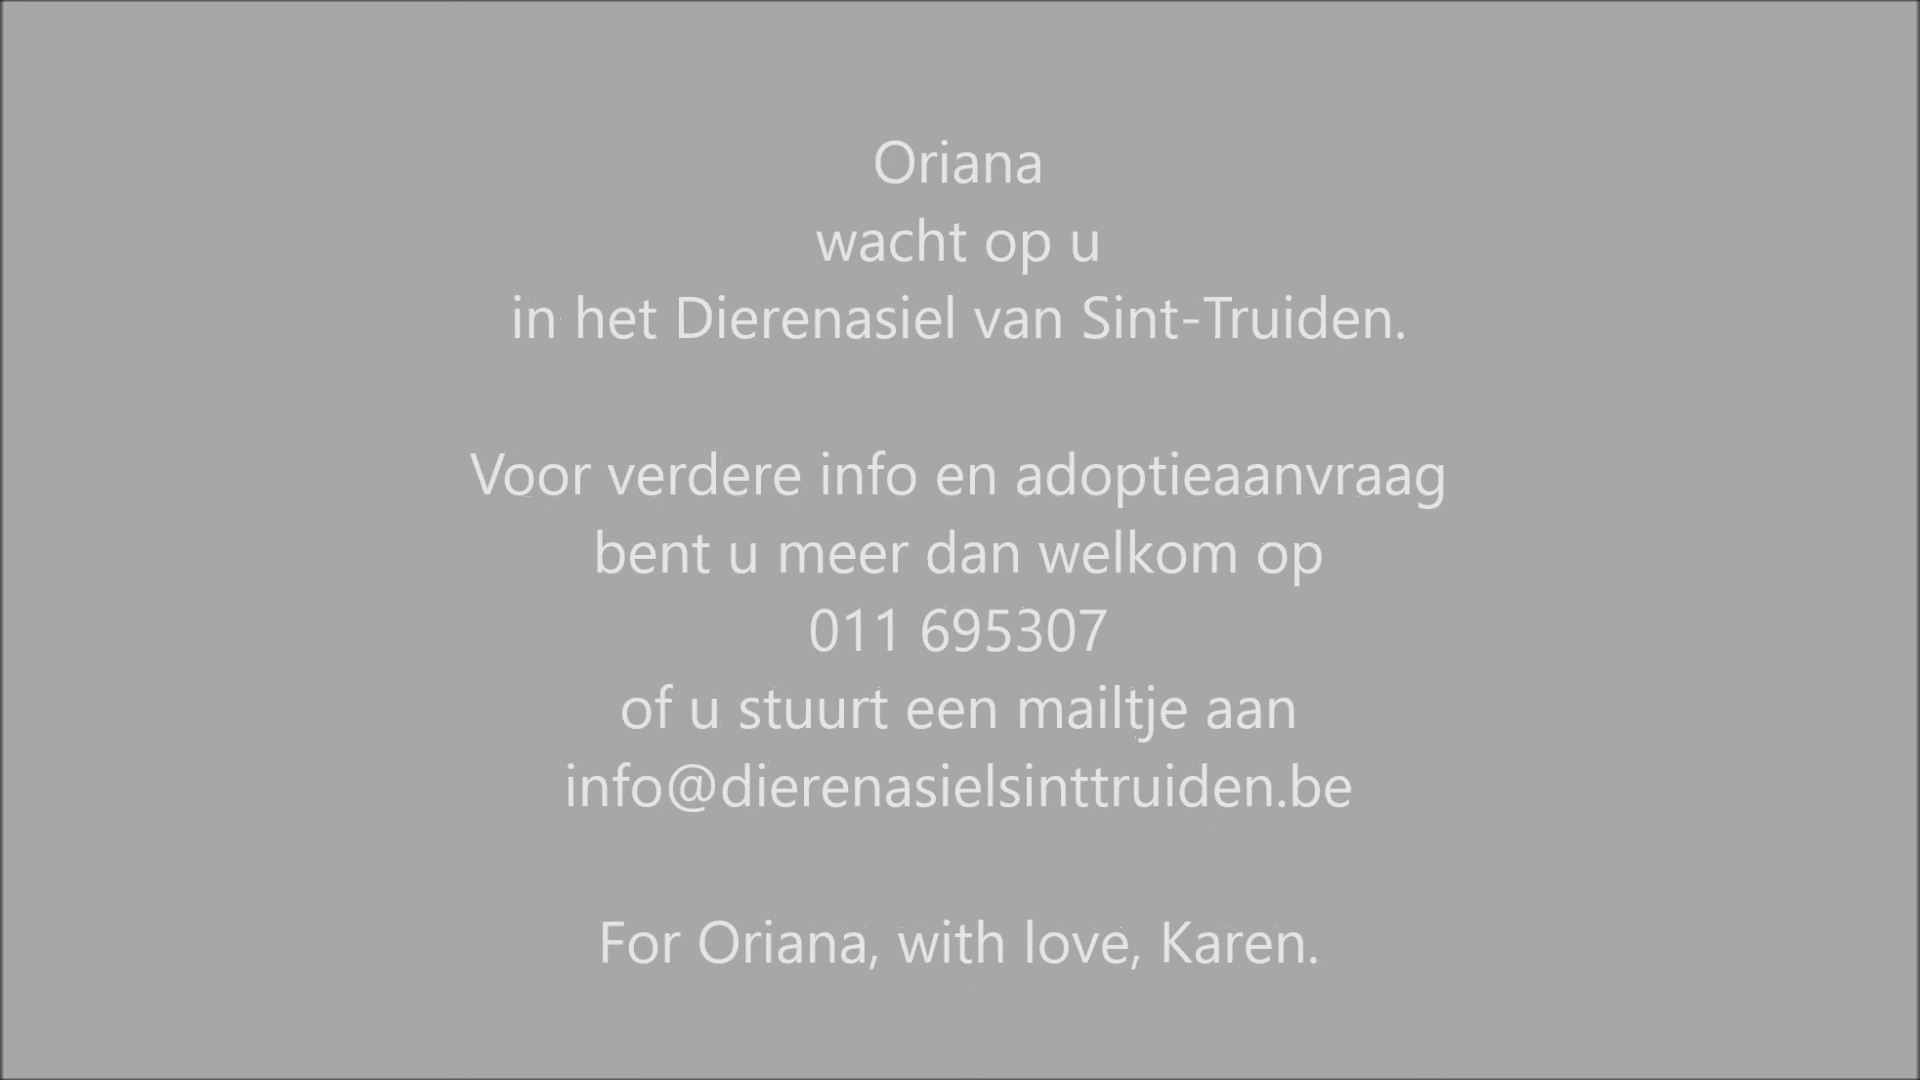 Oriana
wacht op u
in het Dierenasiel van Sint-Truiden.
Voor verdere info en adoptieaanvraag
bent u meer dan welkom op
011 695307
of u stuurt een mailtje aan
info@dierenasielsinttruiden.be
For Oriana, with love, Karen.